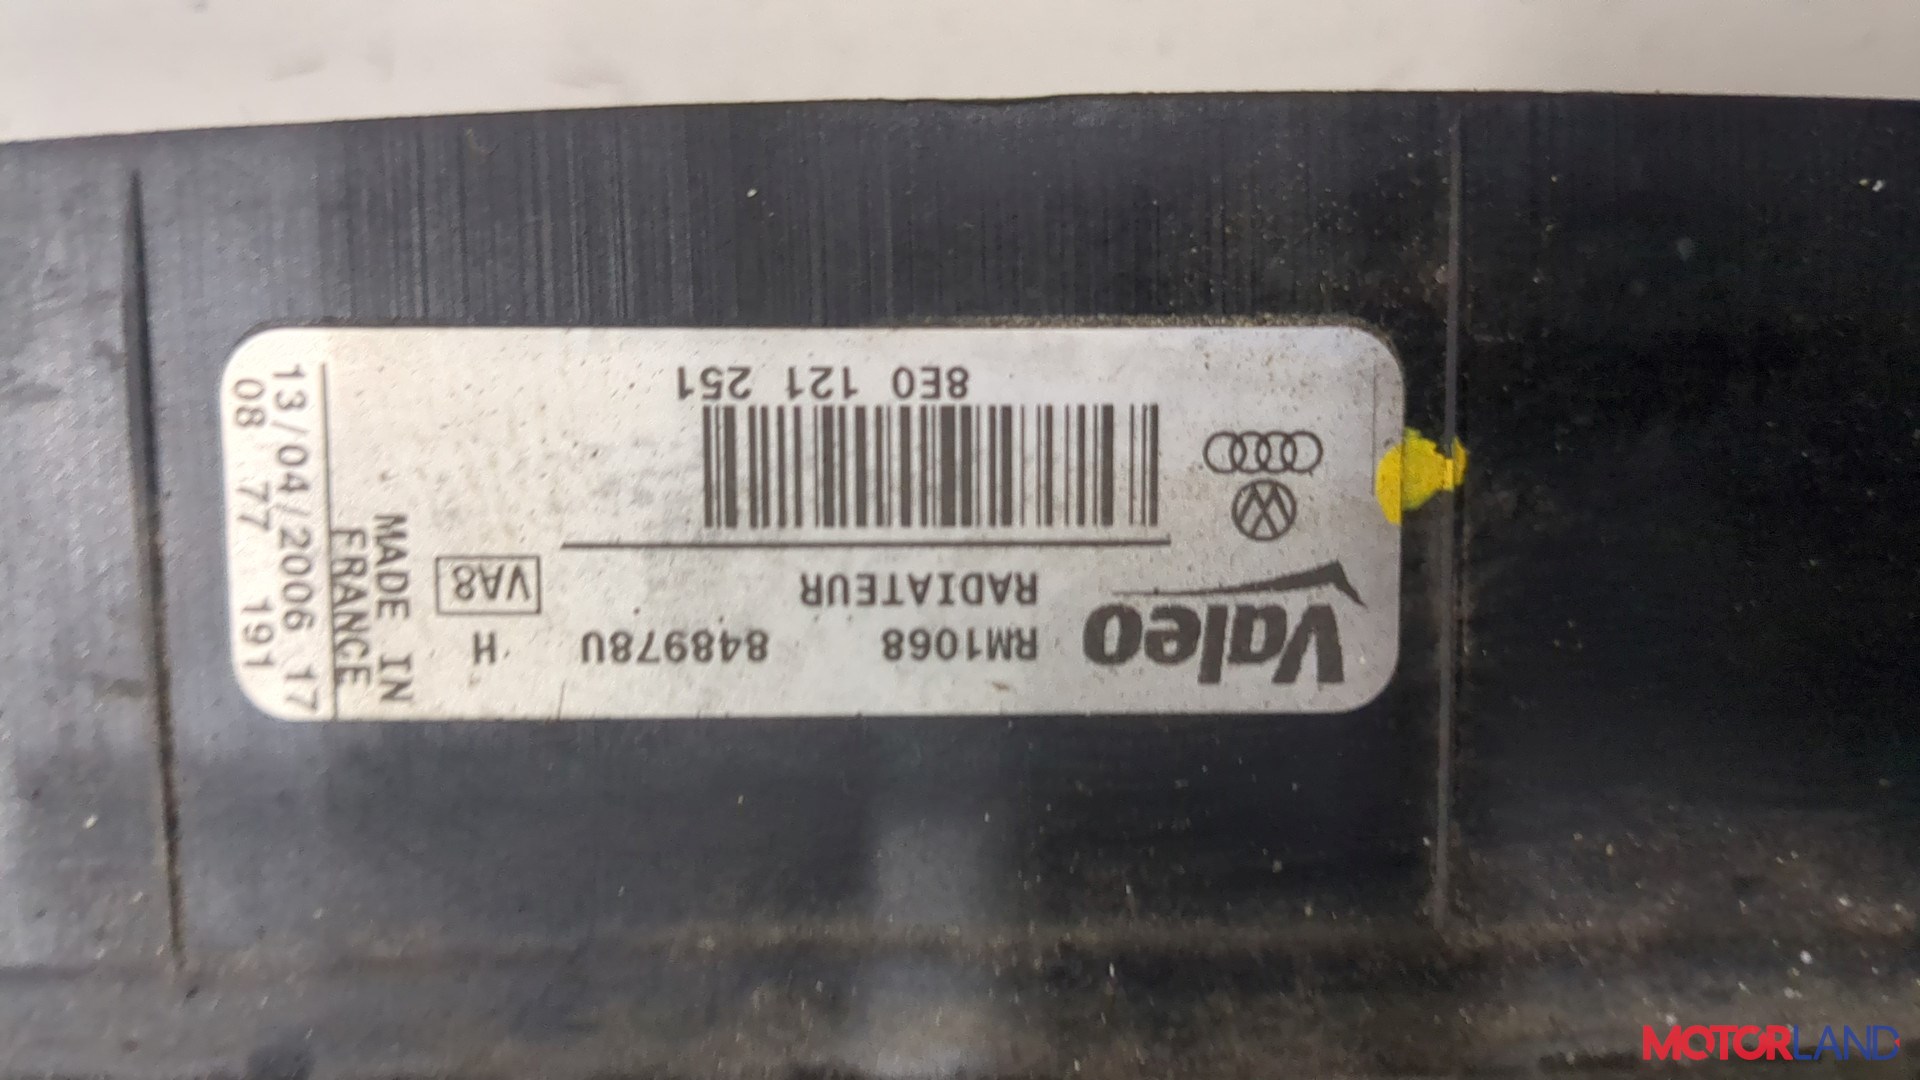 Valeo
RM1068 848978U H
RADIATEUR VA8
8E0 121 251
MADE IN
FRANCE
13/04/2006 17
08 77 191
MOTORLAND